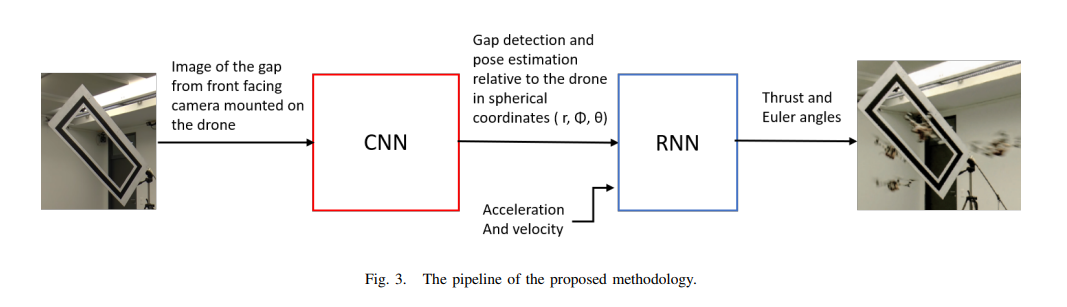 Image of the gap
from front facing
camera mounted on
the drone
CNN
Gap detection and
pose estimation
relative to the drone
in spherical
coordinates ( r, Φ, θ)
Acceleration
And velocity
RNN
Thrust and
Euler angles
Fig. 3. The pipeline of the proposed methodology.